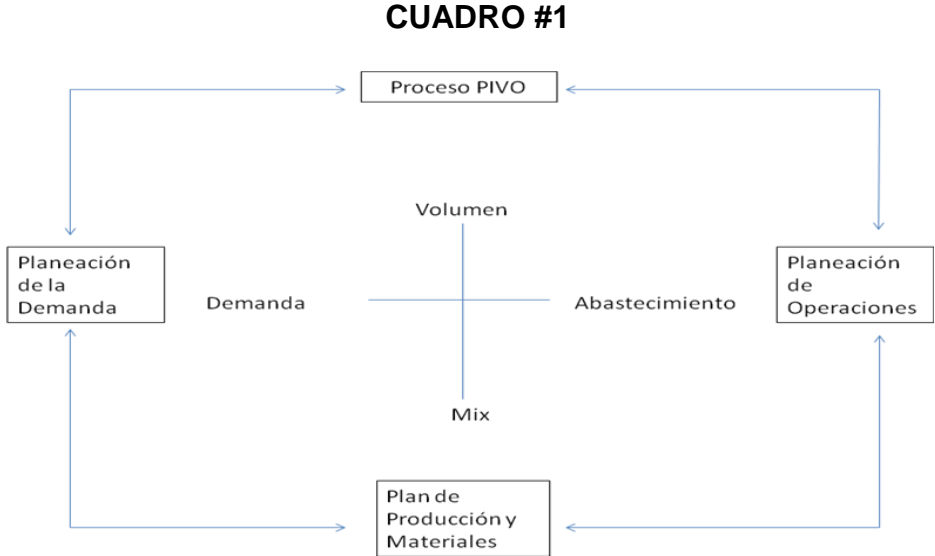 CUADRO #1
Proceso PIVO
Volumen
Planeación
de la
Demanda
Demanda
Abastecimiento
Planeación
de
Operaciones
Mix
Plan de
Producción y
Materiales